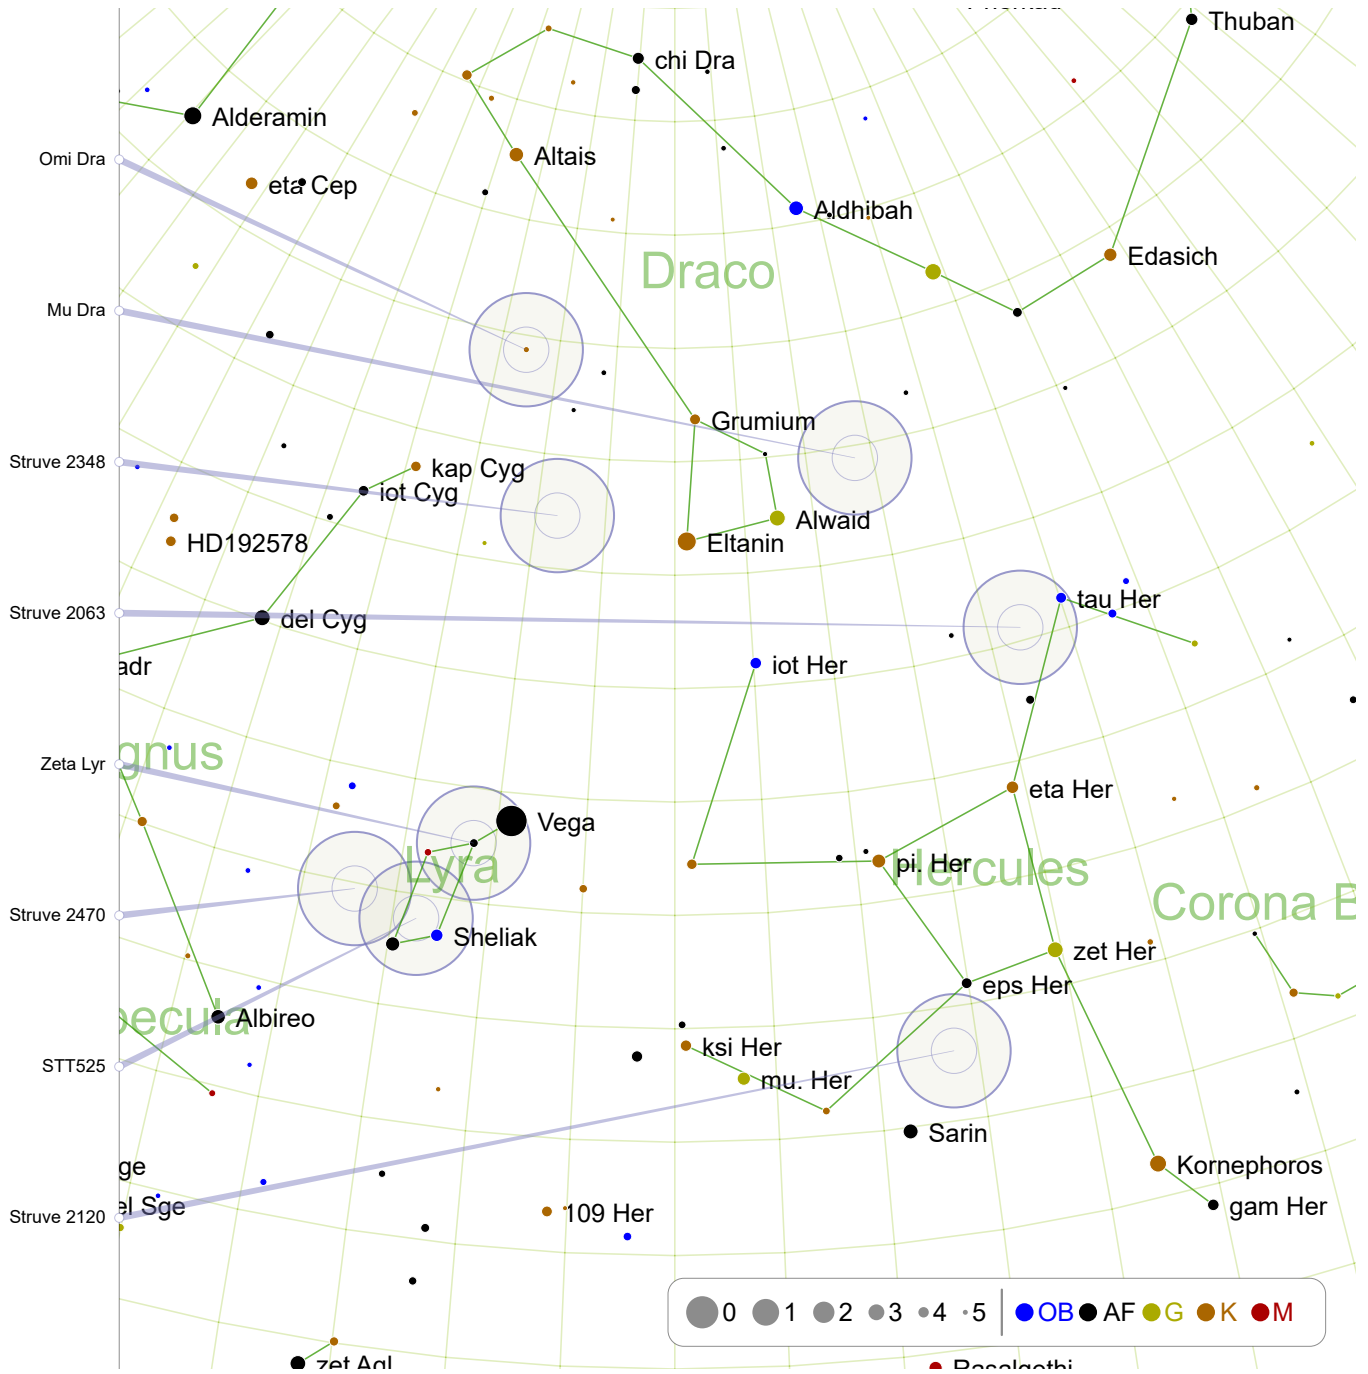 Thuban
chi Dra
Alderamin
Omi Dra
Altais
eta Cep
Aldhibah
Edasich
Draco
Mu Dra
Grumium
Struve 2348
kap Cyg
iot Cyg
Alwaid
HD192578
Eltanin
Struve 2063
tau Her
del Cyg
adr
iot Her
gnus
Zeta Lyr
eta Her
Vega
Lyra
pi. Her
Hercules
Corona B
Struve 2470
Sheliak
zet Her
eps Her
pecula
Albireo
ksi Her
STT525
mu. Her
Sarin
ge
Kornephoros
el Sge
Struve 2120
109 Her
gam Her
0 1 2 3 4 5 OB AF G K M
zet Aql
Rasalgethi